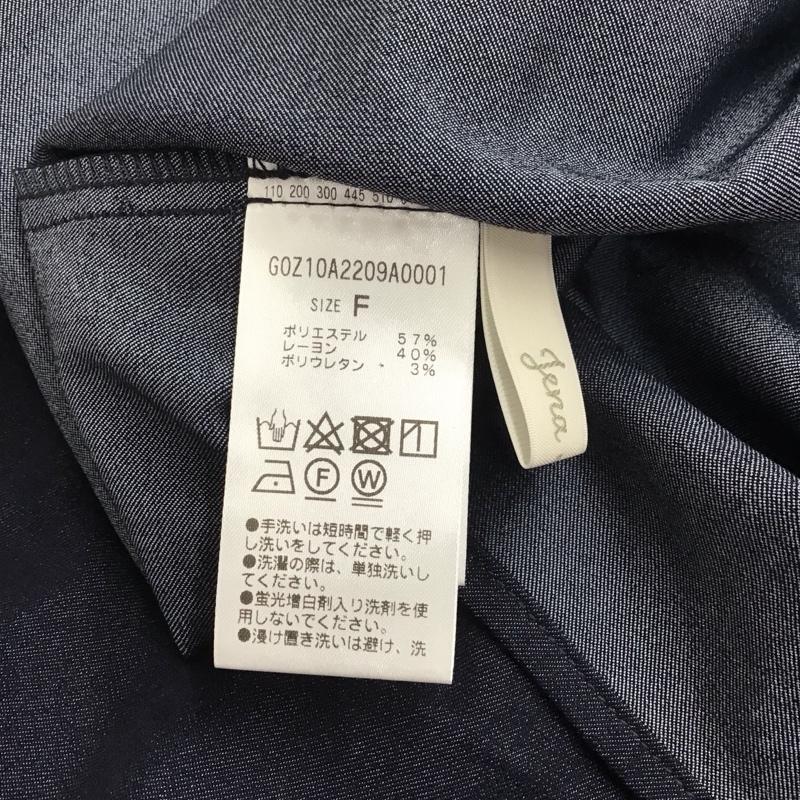 110 200 300 445 510
G0Z10A2209A0001
SIZE F
ポリエステル 57%
レーヨン 40%
ポリウレタン 3%
F W
●手洗いは短時間で軽く押
し洗いをしてください。
●洗濯の際は、単独洗いし
てください。
●蛍光増白剤入り洗剤を使
用しないでください。
●浸け置き洗いは避け、洗
Jena